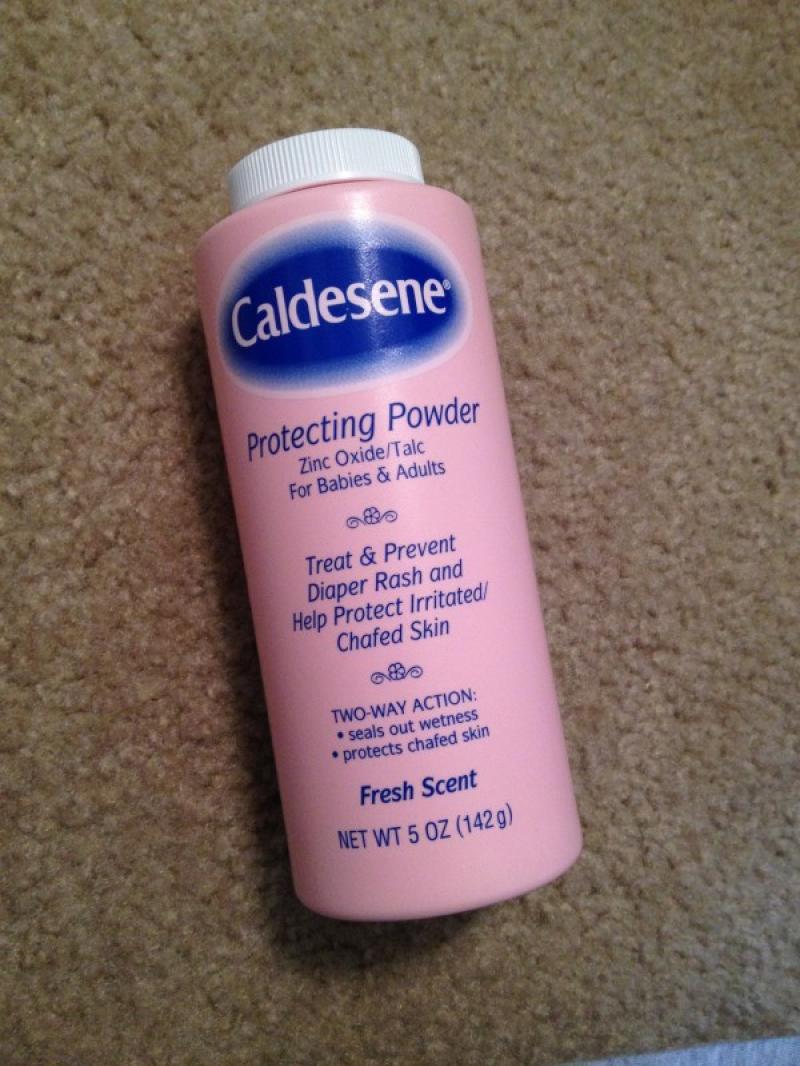 Caldesene®
Protecting Powder
Zinc Oxide/Talc
For Babies & Adults
Treat & Prevent
Diaper Rash and
Help Protect Irritated/
Chafed Skin
TWO-WAY ACTION:
• seals out wetness
• protects chafed skin
Fresh Scent
NET WT 5 OZ (142 g)